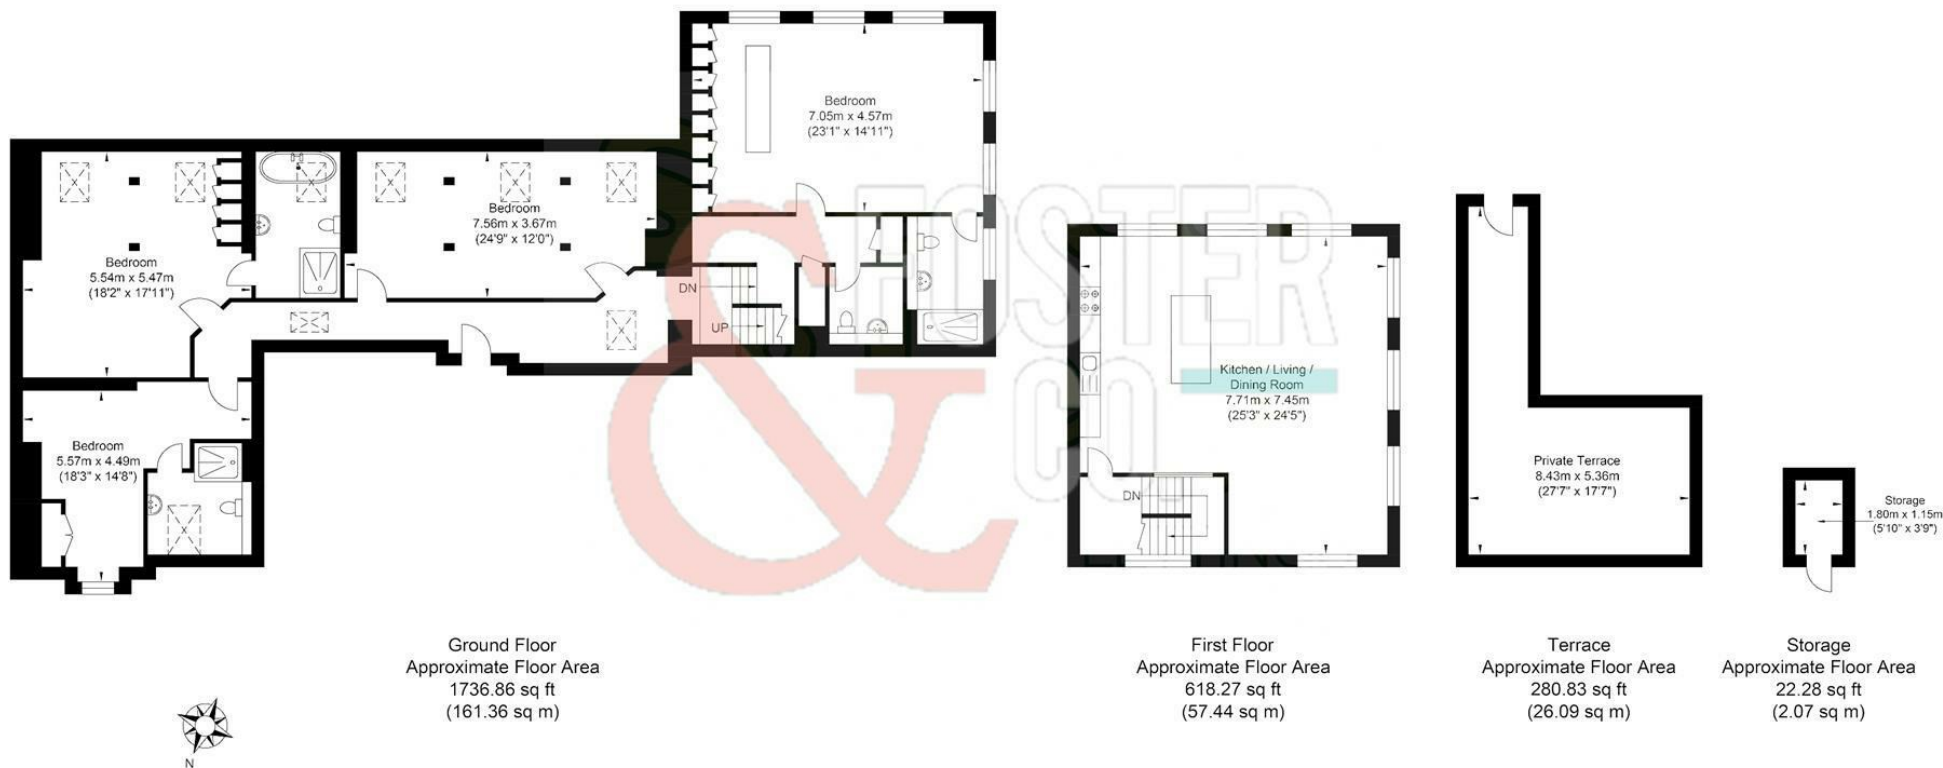 Bedroom
7.05m x 4.57m
(23'1" x 14'11")
Bedroom
5.54m x 5.47m
(18'2" x 17'11")
Bedroom
7.56m x 3.67m
(24'9" x 12'0")
DN
UP
Bedroom
5.57m x 4.49m
(18'3" x 14'8")
Kitchen / Living /
Dining Room
7.71m x 7.45m
(25'3" x 24'5")
DN
Private Terrace
8.43m x 5.36m
(27'7" x 17'7")
Storage
1.80m x 1.15m
(5'10" x 3'9")
& FOSTER
CO.
Ground Floor
Approximate Floor Area
1736.86 sq ft
(161.36 sq m)
First Floor
Approximate Floor Area
618.27 sq ft
(57.44 sq m)
Terrace
Approximate Floor Area
280.83 sq ft
(26.09 sq m)
Storage
Approximate Floor Area
22.28 sq ft
(2.07 sq m)
N